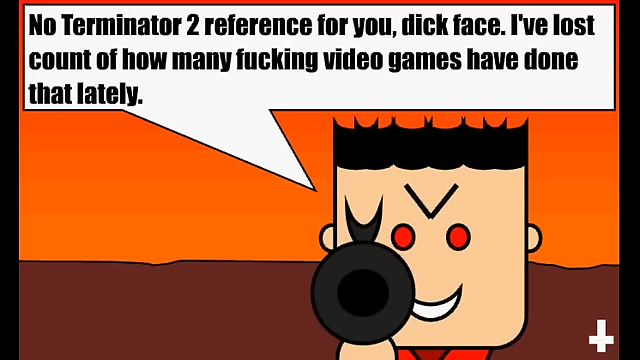 No Terminator 2 reference for you, dick face. I've lost
count of how many fucking video games have done
that lately.